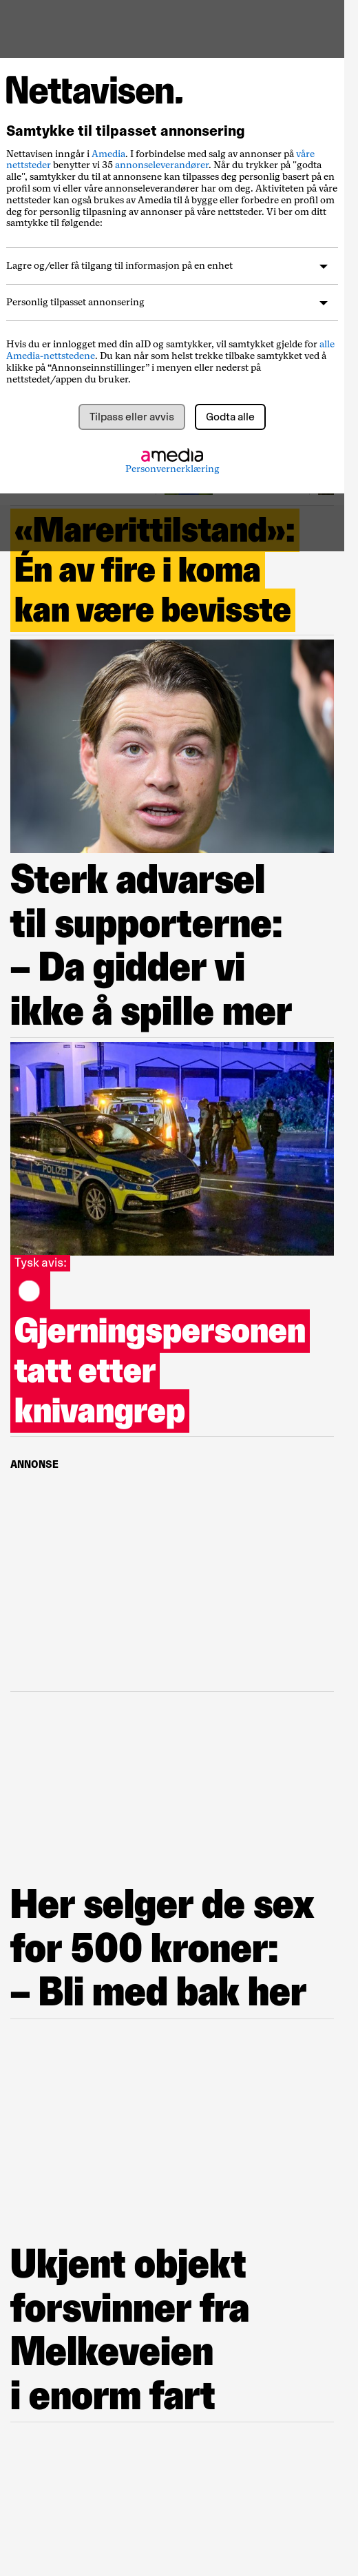 Nettavisen.
Samtykke til tilpasset annonsering
Nettavisen inngår i Amedia. I forbindelse med salg av annonser på våre
nettsteder benytter vi 35 annonseleverandører. Når du trykker på "godta
alle", samtykker du til at annonsene kan tilpasses deg personlig basert på en
profil som vi eller våre annonseleverandører har om deg. Aktiviteten på våre
nettsteder kan også brukes av Amedia til å bygge eller forbedre en profil om
deg for personlig tilpasning av annonser på våre nettsteder. Vi ber om ditt
samtykke til følgende:
Lagre og/eller få tilgang til informasjon på en enhet
Personlig tilpasset annonsering
Hvis du er innlogget med din aID og samtykker, vil samtykket gjelde for alle
Amedia-nettstedene. Du kan når som helst trekke tilbake samtykket ved å
klikke på “Annonseinnstillinger” i menyen eller nederst på
nettstedet/appen du bruker.
Tilpass eller avvis
Godta alle
amedia
Personvernerklæring
«Marerittilstand»:
Én av fire i koma
kan være bevisste
Sterk advarsel
til supporterne:
– Da gidder vi
ikke å spille mer
POLIZEI
Tysk avis:
Gjerningspersonen
tatt etter
knivangrep
ANNONSE
Her selger de sex
for 500 kroner:
– Bli med bak her
Ukjent objekt
forsvinner fra
Melkeveien
i enorm fart